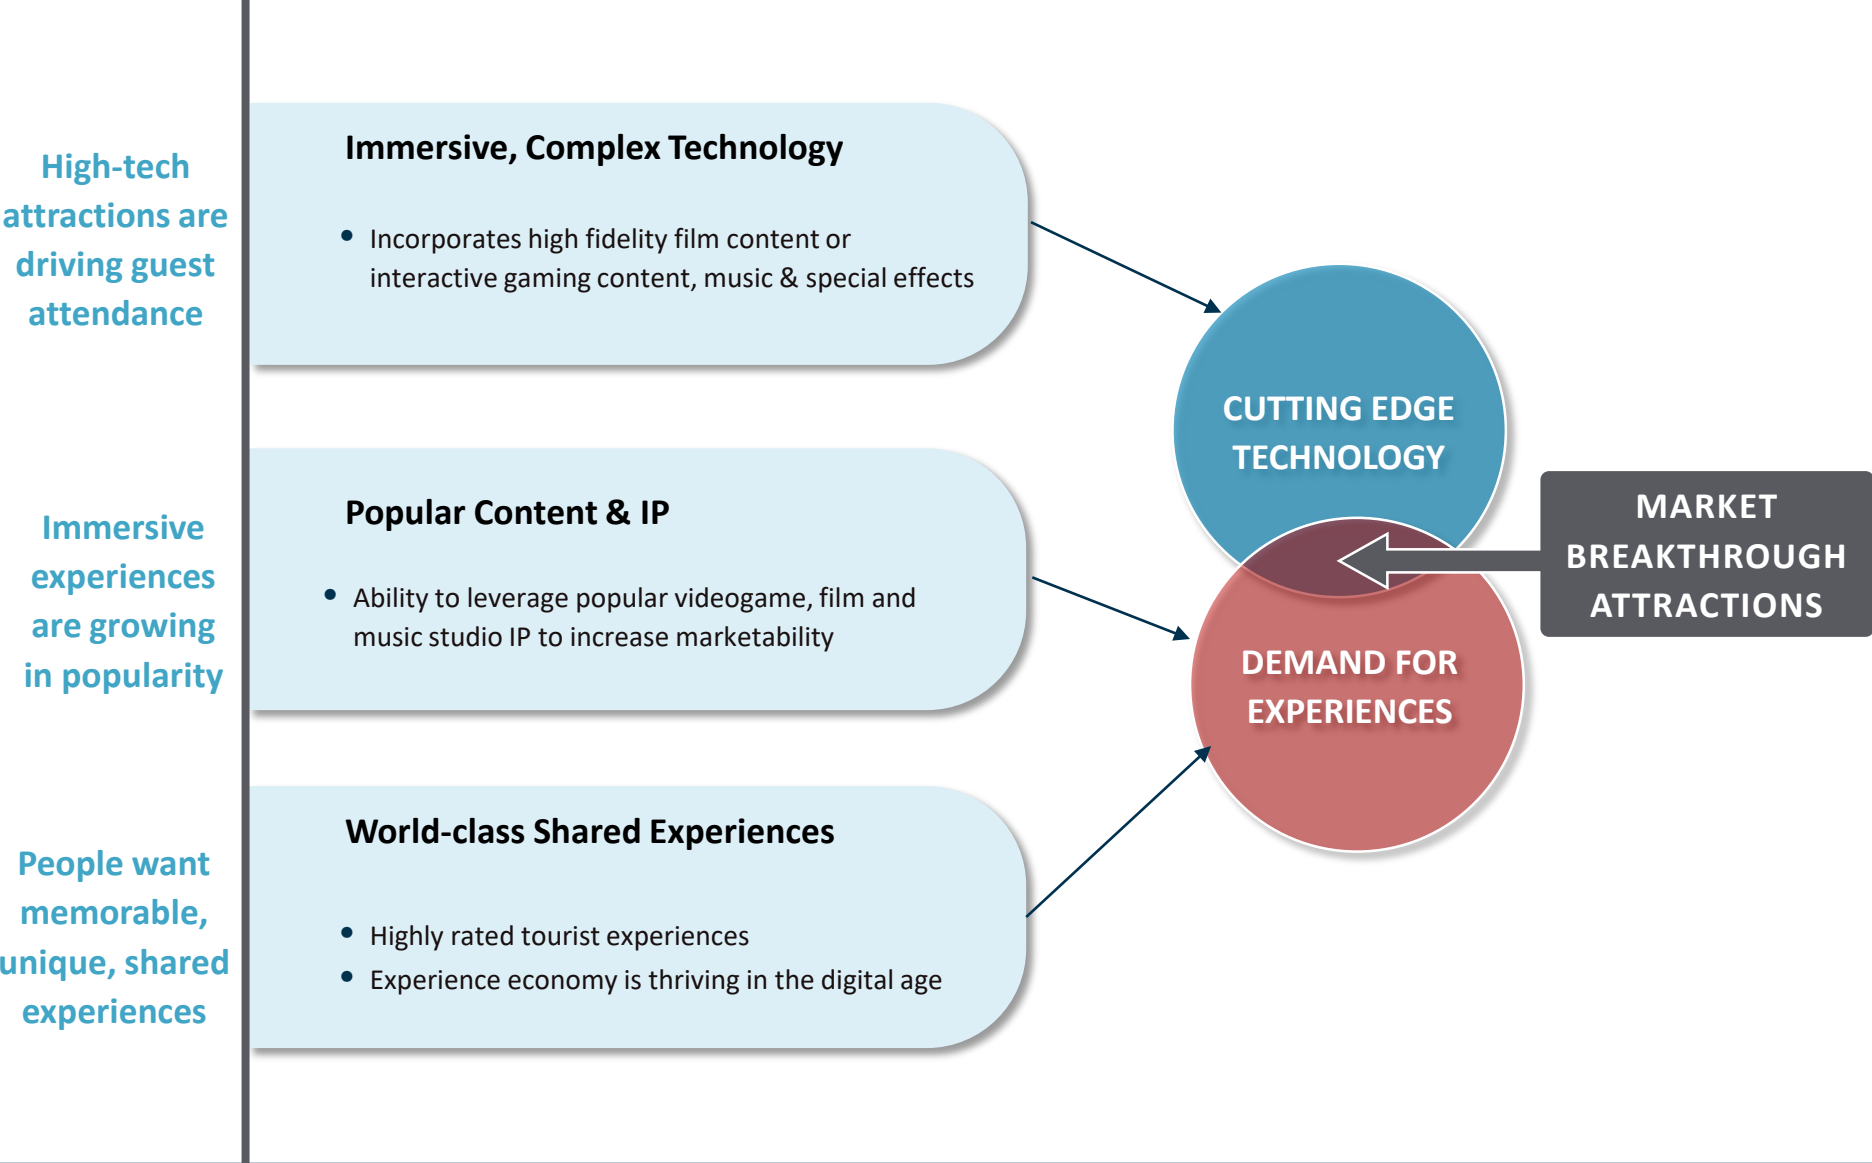 High-tech
attractions are
driving guest
attendance
Immersive, Complex Technology
• Incorporates high fidelity film content or
interactive gaming content, music & special effects
Immersive
experiences
are growing
in popularity
Popular Content & IP
• Ability to leverage popular videogame, film and
music studio IP to increase marketability
People want
memorable,
unique, shared
experiences
World-class Shared Experiences
• Highly rated tourist experiences
• Experience economy is thriving in the digital age
CUTTING EDGE
TECHNOLOGY
DEMAND FOR
EXPERIENCES
MARKET
BREAKTHROUGH
ATTRACTIONS